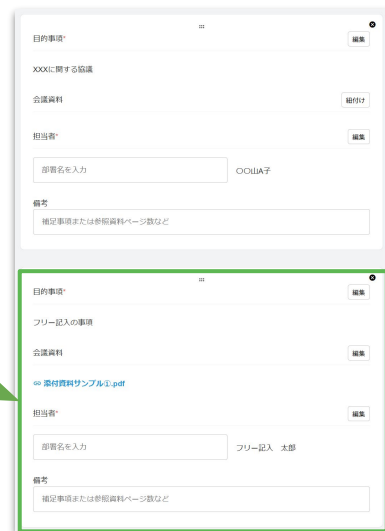 目的事項*
編集
XXXに関する協議
会議資料
紐付け
担当者*
編集
部署名を入力
〇〇山A子
備考
補足事項または参照資料ページ数など
目的事項*
編集
フリー記入の事項
会議資料
編集
添付資料サンプル①.pdf
担当者*
編集
部署名を入力
フリー記入 太郎
備考
補足事項または参照資料ページ数など